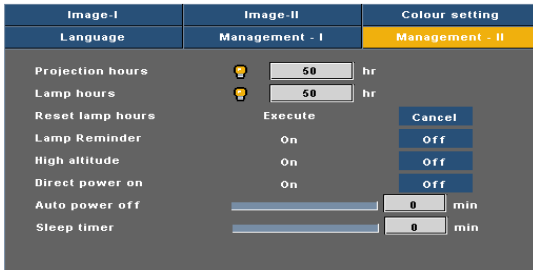 Image-I Image-II Colour setting
Language Management - I Management - II
Projection hours 50 hr
Lamp hours 50 hr
Reset lamp hours Execute Cancel
Lamp Reminder On Off
High altitude On Off
Direct power on On Off
Auto power off 0 min
Sleep timer 0 min